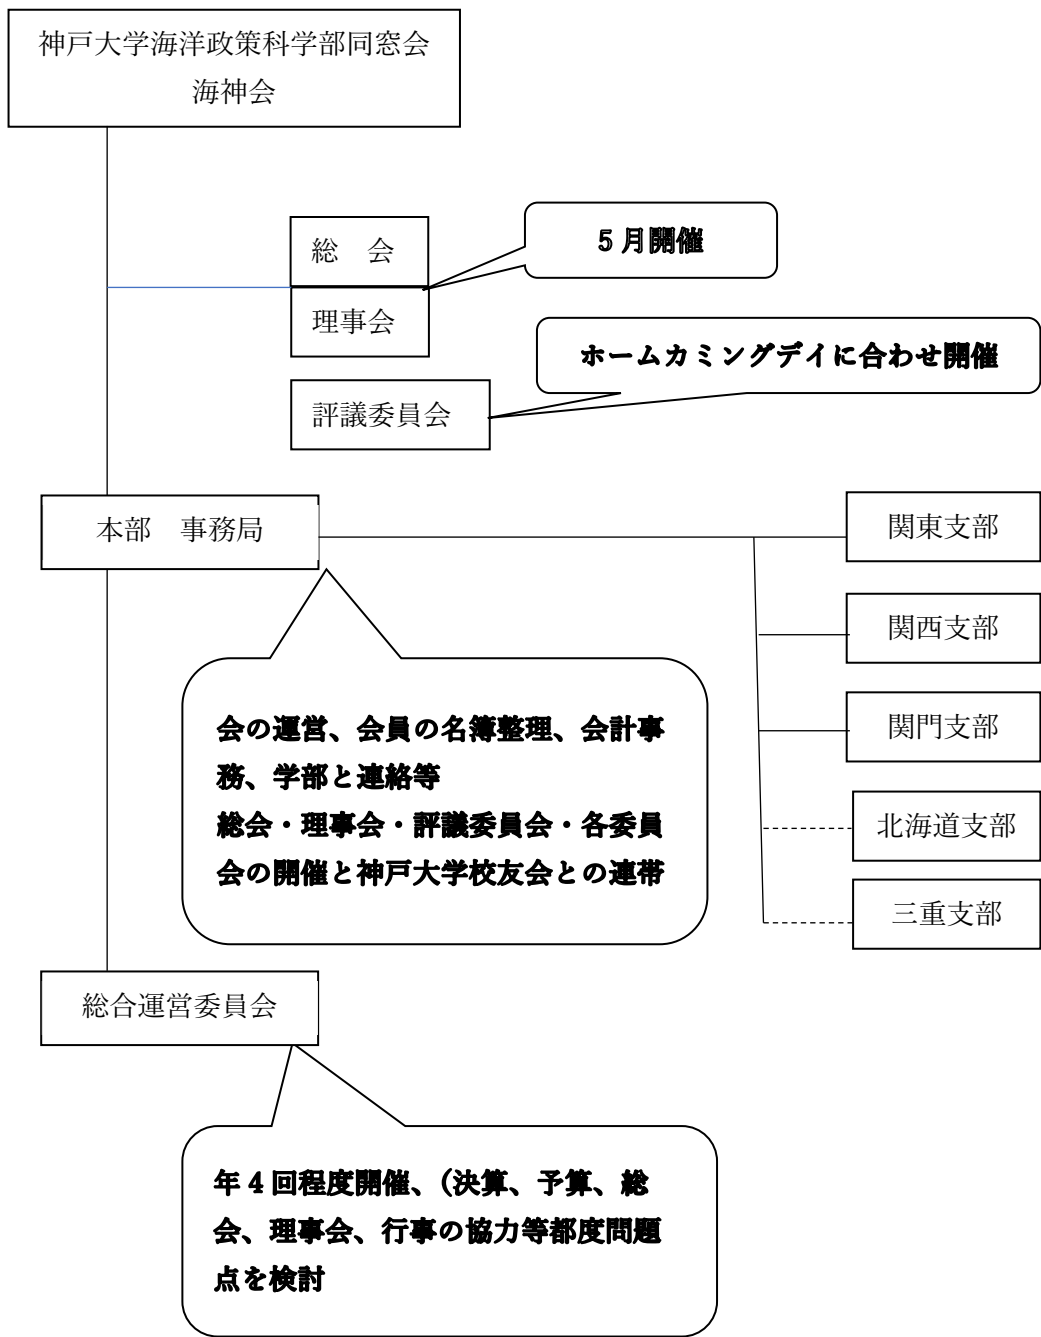 神戸大学海洋政策科学部同窓会
海神会
総　会
5 月開催
理事会
ホームカミングデイに合わせ開催
評議委員会
本部　事務局
関東支部
関西支部
関門支部
北海道支部
三重支部
会の運営、会員の名簿整理、会計事
務、学部と連絡等
総会・理事会・評議委員会・各委員
会の開催と神戸大学校友会との連帯
総合運営委員会
年 4 回程度開催、（決算、予算、総
会、理事会、行事の協力等都度問題
点を検討